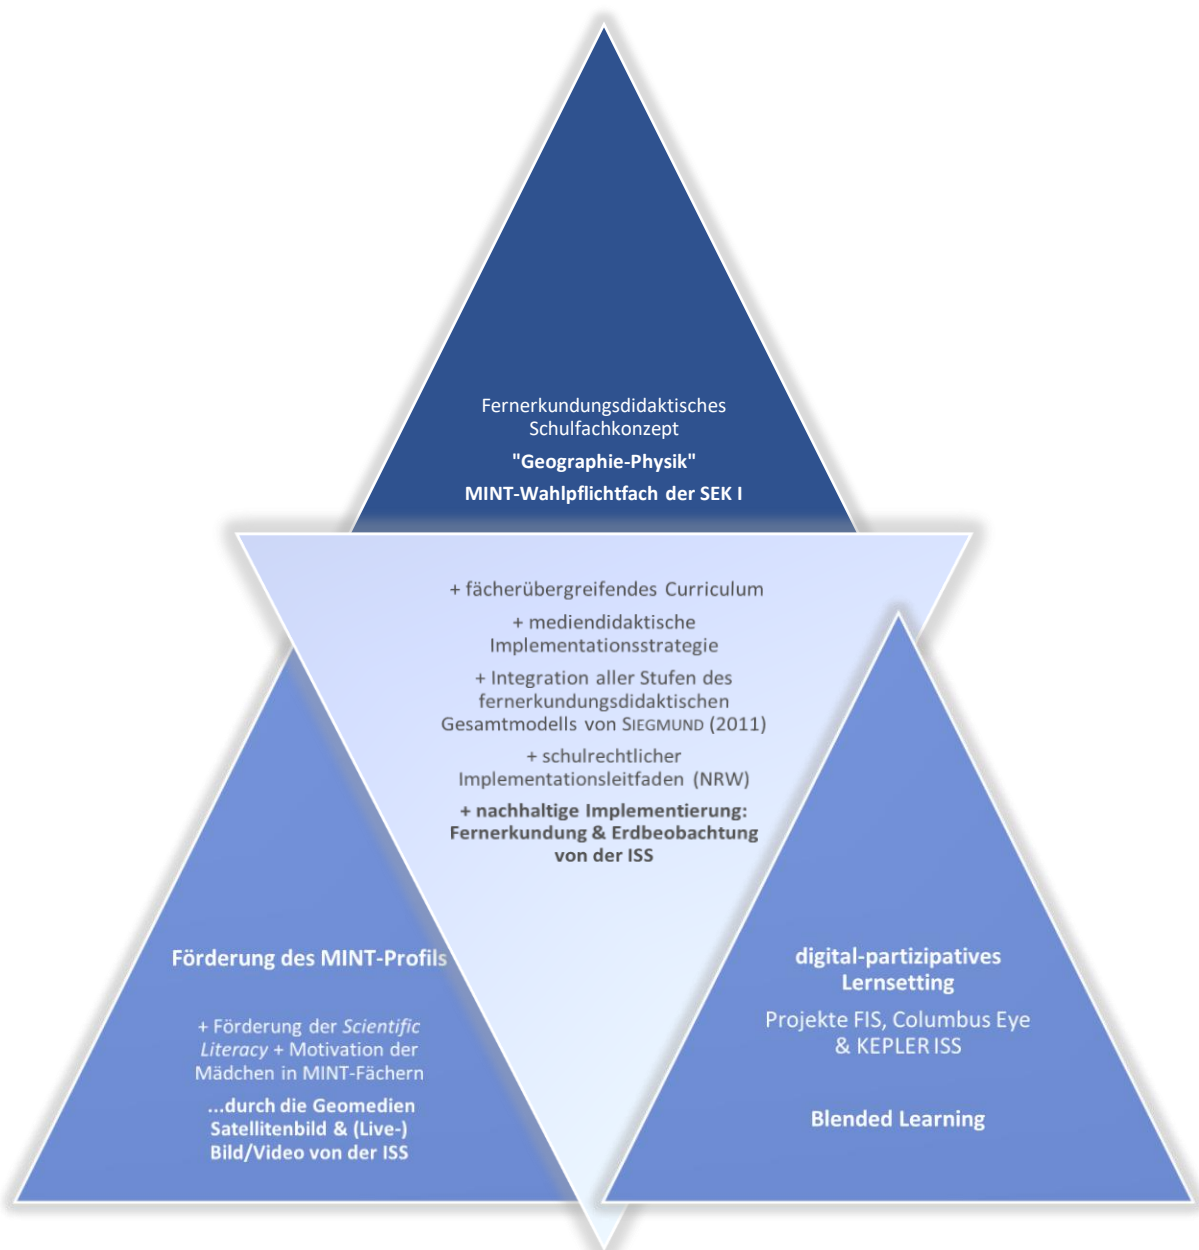 Fernerkundungsdidaktisches
Schulfachkonzept
"Geographie-Physik"
MINT-Wahlpflichtfach der SEK I
+ fächerübergreifendes Curriculum
+ mediendidaktische
Implementationsstrategie
+ Integration aller Stufen des
fernerkundungsdidaktischen
Gesamtmodells von SIEGMUND (2011)
+ schulrechtlicher
Implementationsleitfaden (NRW)
+ nachhaltige Implementierung:
Fernerkundung & Erdbeobachtung
von der ISS
Förderung des MINT-Profils
+ Förderung der Scientific
Literacy + Motivation der
Mädchen in MINT-Fächern
...durch die Geomedien
Satellitenbild & (Live-)
Bild/Video von der ISS
digital-partizipatives
Lernsetting
Projekte FIS, Columbus Eye
& KEPLER ISS
Blended Learning